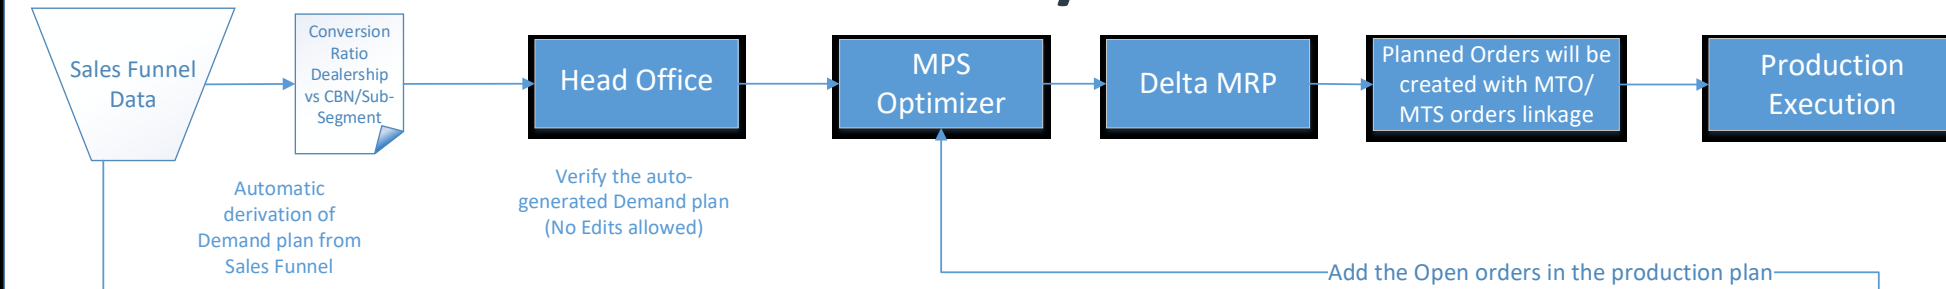 Sales Funnel
Data
Conversion
Ratio
Dealership
vs CBN/Sub-
Segment
Head Office
MPS
Optimizer
Delta MRP
Planned Orders will be
created with MTO/
MTS orders linkage
Production
Execution
Automatic
derivation of
Demand plan from
Sales Funnel
Verify the auto-
generated Demand plan
(No Edits allowed)
Add the Open orders in the production plan